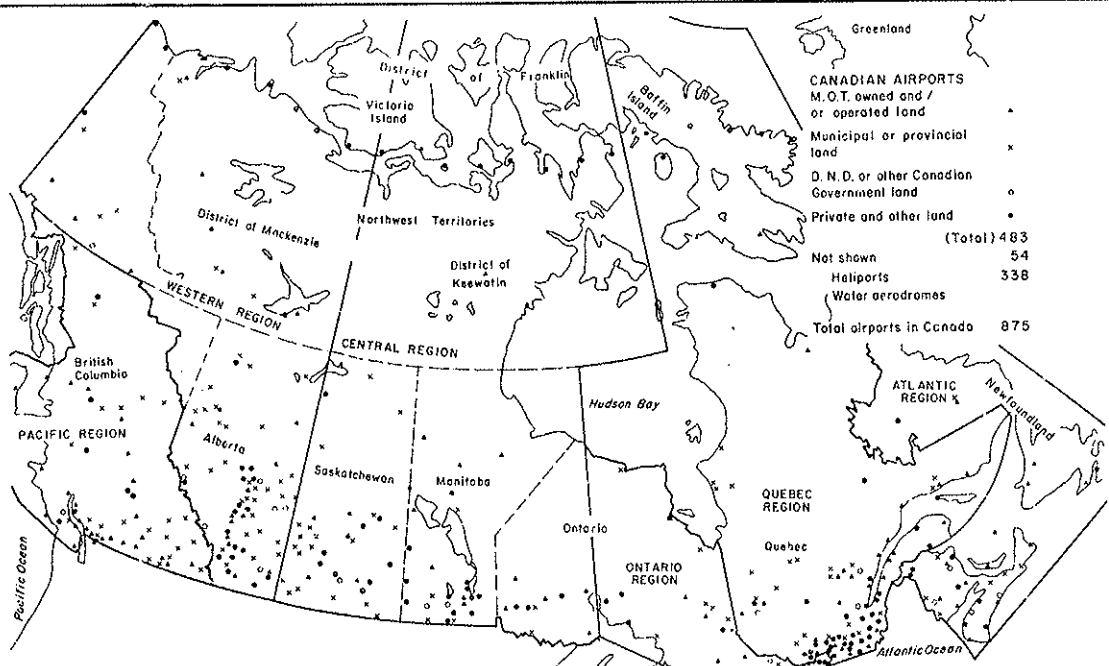 Greenland
CANADIAN AIRPORTS
M.O.T. owned and /
or operated land ▲
Municipal or provincial
land x
D.N.D. or other Canadian
Government land o
Private and other land •
(Total) 483
Not shown 54
Heliports 338
Water aerodromes
Total airports in Canada 875
District of Franklin
Victoria
Island
Baffin
Island
District of Mackenzie
Northwest Territories
District of
Keewatin
WESTERN REGION
CENTRAL REGION
British
Columbia
PACIFIC REGION
Alberta
Saskatchewan
Manitoba
Hudson Bay
Ontario
ONTARIO
REGION
QUEBEC
REGION
Quebec
ATLANTIC
REGION
Newfoundland
Pacific Ocean
Atlantic Ocean